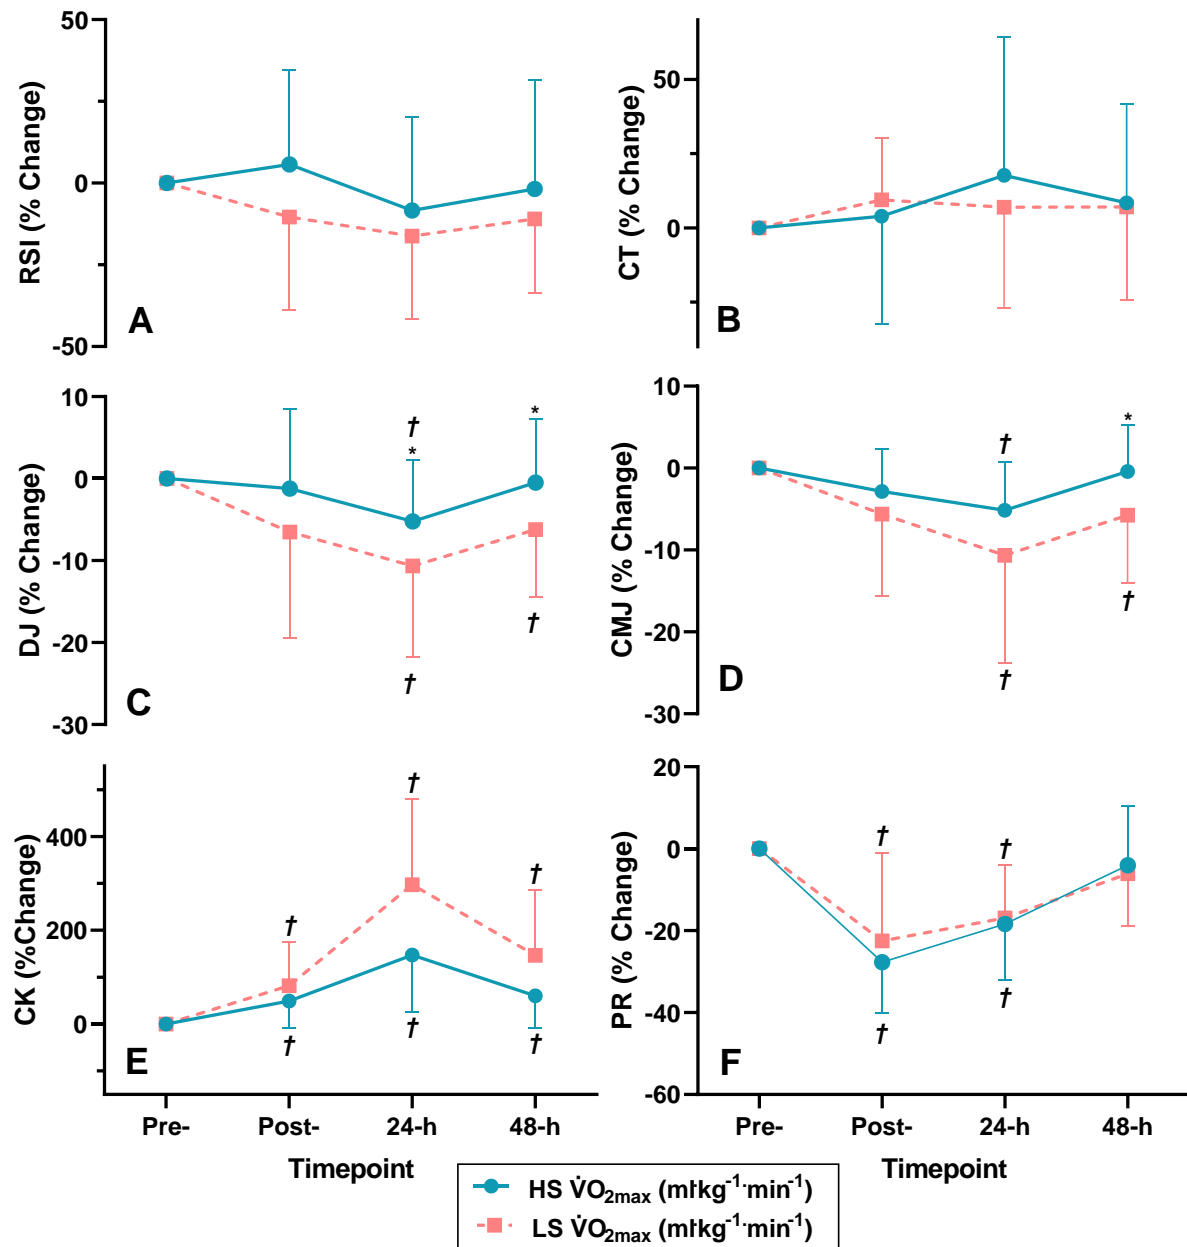 50
0
-50
RSI (% Change)
A
50
0
CT (% Change)
B
10
0
-10
-20
-30
DJ (% Change)
† * *
† †
C
10
0
-10
-20
-30
CMJ (% Change)
† *
† †
D
400
200
0
CK (%Change)
† † †
† † †
E
Pre- Post- 24-h 48-h
Timepoint
20
0
-20
-40
-60
PR (% Change)
† †
† †
F
Pre- Post- 24-h 48-h
Timepoint
HS V̇O2max (ml·kg⁻¹·min⁻¹)
LS V̇O2max (ml·kg⁻¹·min⁻¹)